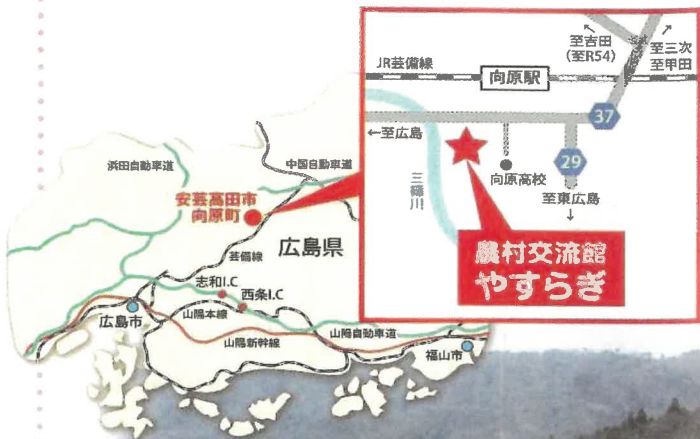 至吉田
(至R54)
至三次
至甲田
JR芸備線
向原駅
37
←至広島
29
向原高校
三篠川
至東広島
農村交流館
やすらぎ
浜田自動車道
中国自動車道
安芸高田市
向原町
芸備線
広島県
志和I.C
西条I.C
広島市
山陽本線
山陽新幹線
山陽自動車道
福山市